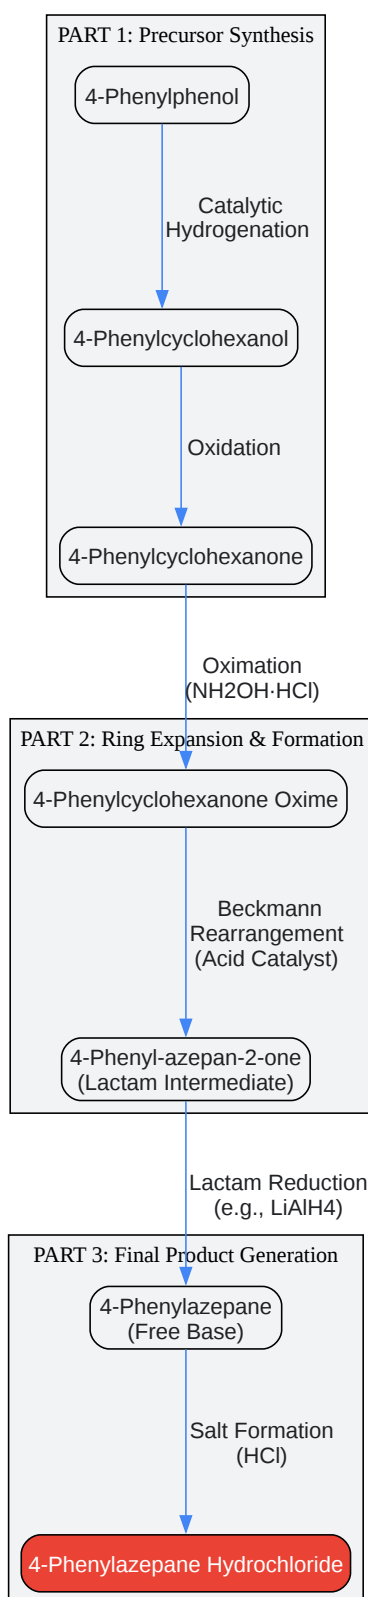 PART 1: Precursor Synthesis
4-Phenylphenol
Catalytic
Hydrogenation
4-Phenylcyclohexanol
Oxidation
4-Phenylcyclohexanone
Oximation
(NH2OH·HCl)
PART 2: Ring Expansion & Formation
4-Phenylcyclohexanone Oxime
Beckmann
Rearrangement
(Acid Catalyst)
4-Phenyl-azepan-2-one
(Lactam Intermediate)
Lactam Reduction
(e.g., LiAlH4)
PART 3: Final Product Generation
4-Phenylazepane
(Free Base)
Salt Formation
(HCl)
4-Phenylazepane Hydrochloride